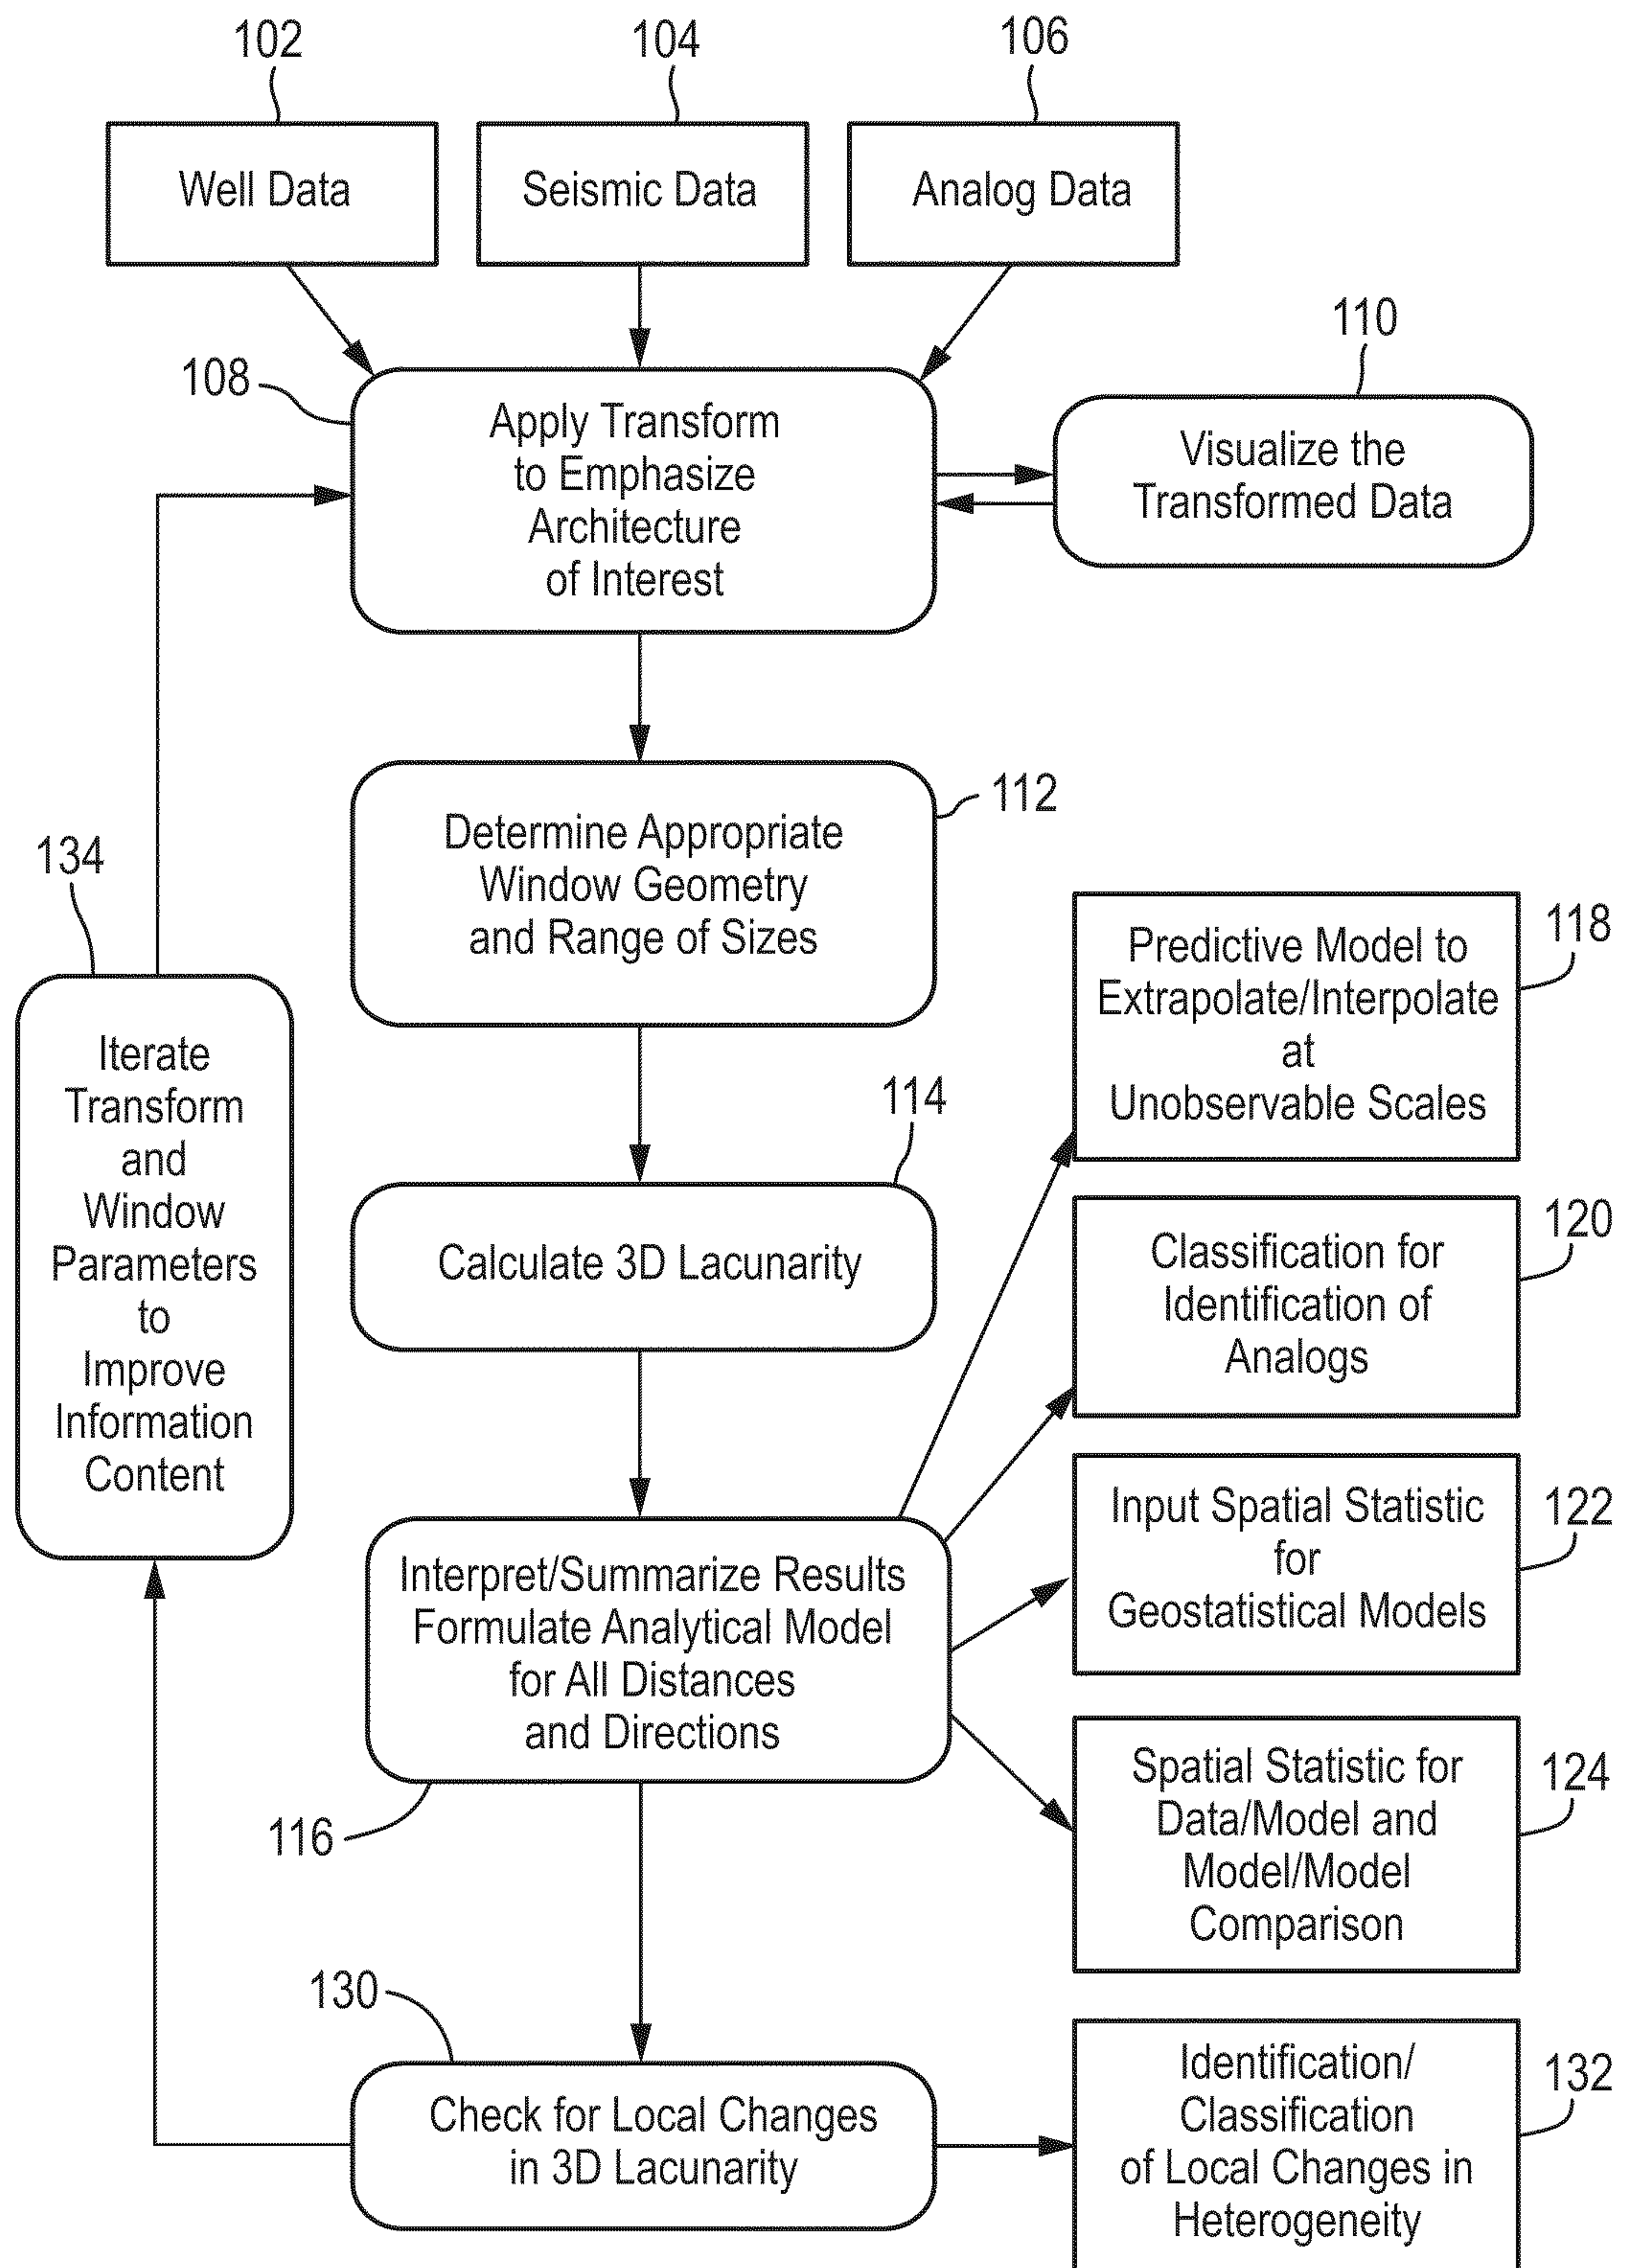 102
104
106
Well Data
Seismic Data
Analog Data
108
110
Apply Transform
to Emphasize
Architecture
of Interest
Visualize the
Transformed Data
112
Determine Appropriate
Window Geometry
and Range of Sizes
134
Iterate
Transform
and
Window
Parameters
to
Improve
Information
Content
114
Calculate 3D Lacunarity
116
Interpret/Summarize Results
Formulate Analytical Model
for All Distances
and Directions
118
Predictive Model to
Extrapolate/Interpolate
at
Unobservable Scales
120
Classification for
Identification of
Analogs
122
Input Spatial Statistic
for
Geostatistical Models
124
Spatial Statistic for
Data/Model and
Model/Model
Comparison
130
Check for Local Changes
in 3D Lacunarity
132
Identification/
Classification
of Local Changes in
Heterogeneity